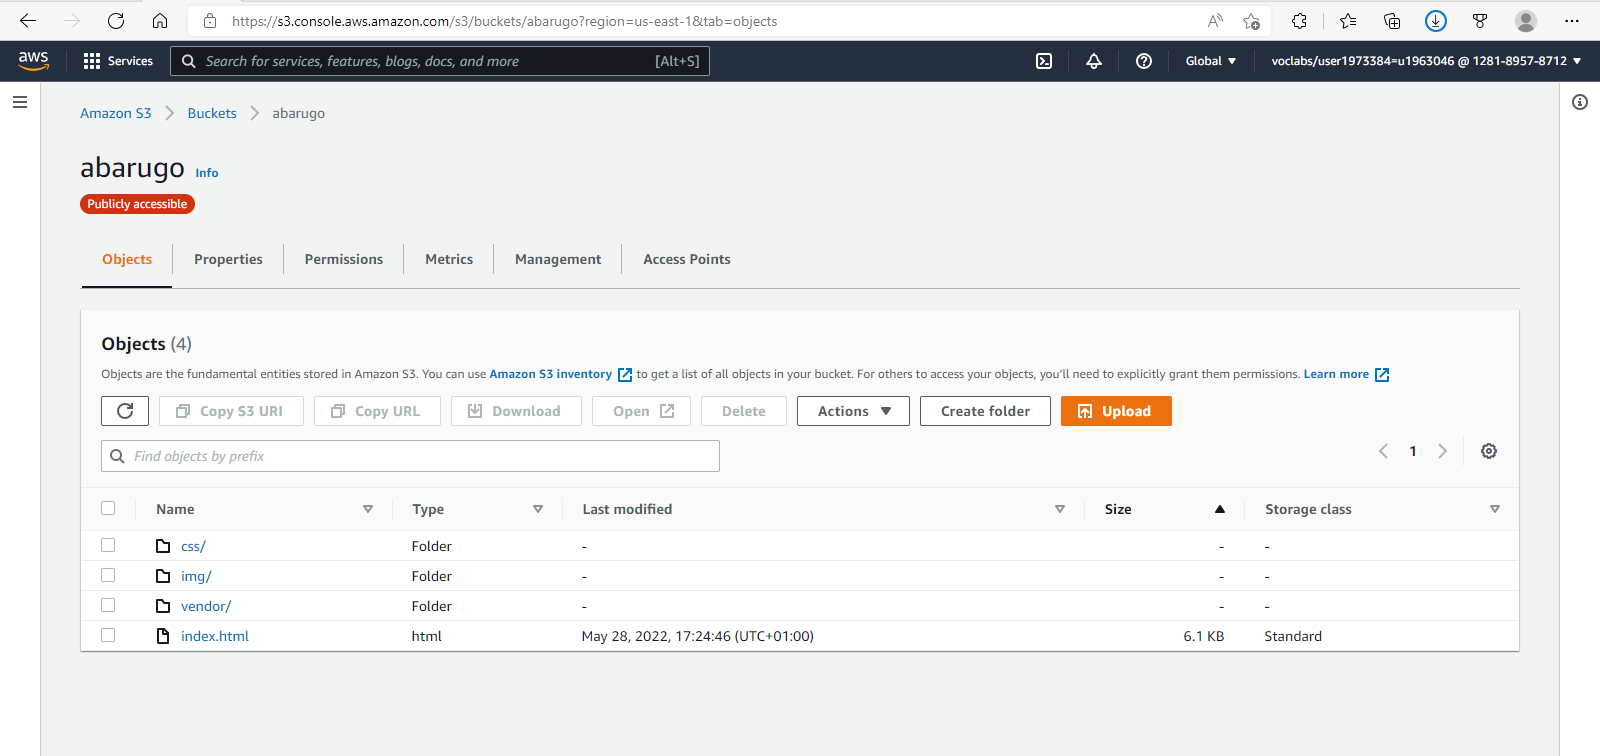 https://s3.console.aws.amazon.com/s3/buckets/abarugo?region=us-east-1&tab=objects
aws Services Search for services, features, blogs, docs, and more [Alt+S] Global voclabs/user1973384=u1963046 @ 1281-8957-8712
Amazon S3 Buckets abarugo
abarugo Info
Publicly accessible
Objects Properties Permissions Metrics Management Access Points
Objects (4)
Objects are the fundamental entities stored in Amazon S3. You can use Amazon S3 inventory to get a list of all objects in your bucket. For others to access your objects, you'll need to explicitly grant them permissions. Learn more
Copy S3 URI Copy URL Download Open Delete Actions Create folder Upload
Find objects by prefix 1
Name Type Last modified Size Storage class
css/ Folder - - -
img/ Folder - - -
vendor/ Folder - - -
index.html html May 28, 2022, 17:24:46 (UTC+01:00) 6.1 KB Standard